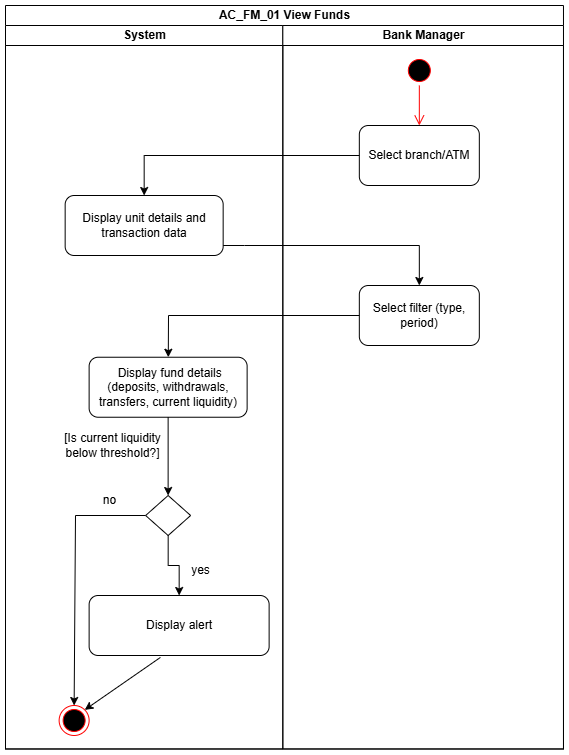 AC_FM_01 View Funds
System
Bank Manager
Select branch/ATM
Display unit details and
transaction data
Select filter (type,
period)
Display fund details
(deposits, withdrawals,
transfers, current liquidity)
[Is current liquidity
below threshold?]
no
yes
Display alert